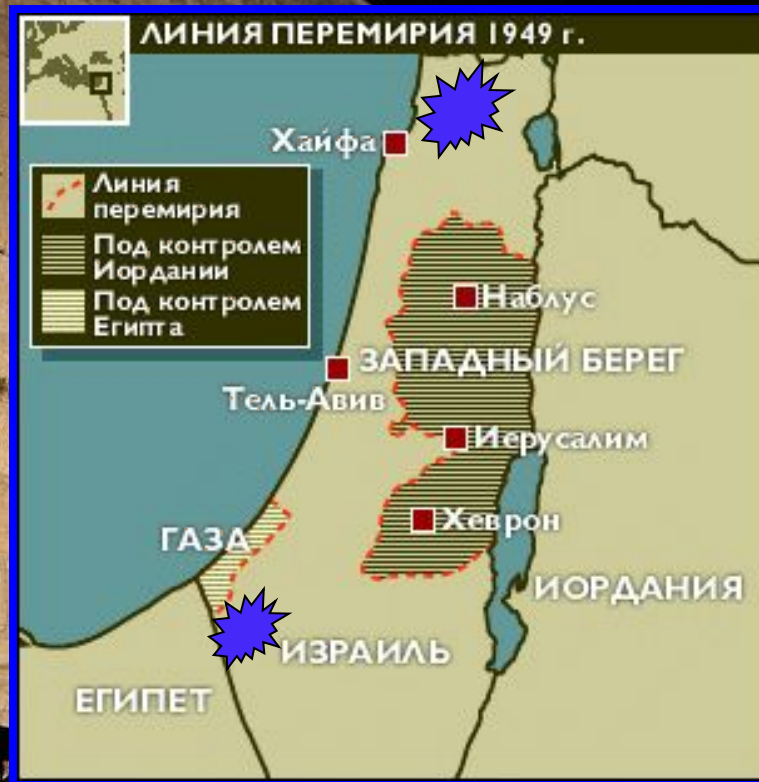 ЛИНИЯ ПЕРЕМИРИЯ 1949 г.
Хайфа
Линия
перемирия
Под контролем
Иордании
Под контролем
Египта
Наблус
ЗАПАДНЫЙ БЕРЕГ
Тель-Авив
Иерусалим
Хеврон
ГАЗА
ИОРДАНИЯ
ИЗРАИЛЬ
ЕГИПЕТ